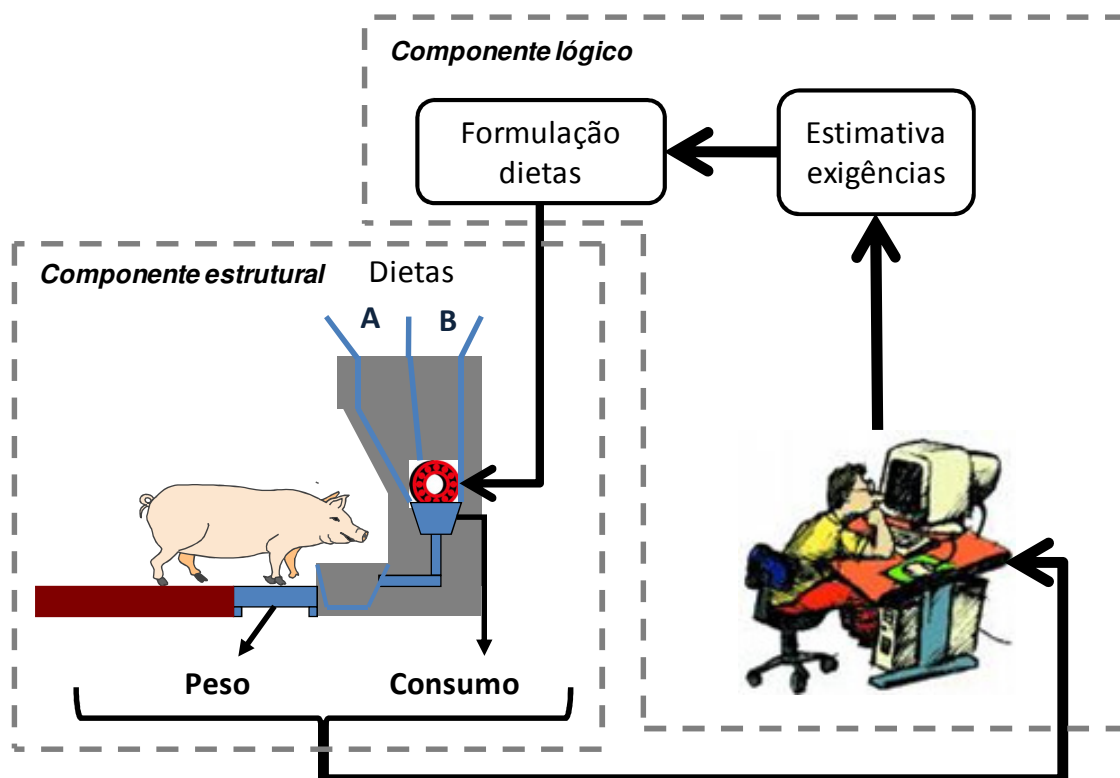 Componente lógico
Formulação
dietas
Estimativa
exigências
Componente estrutural
Dietas
A
B
Peso
Consumo